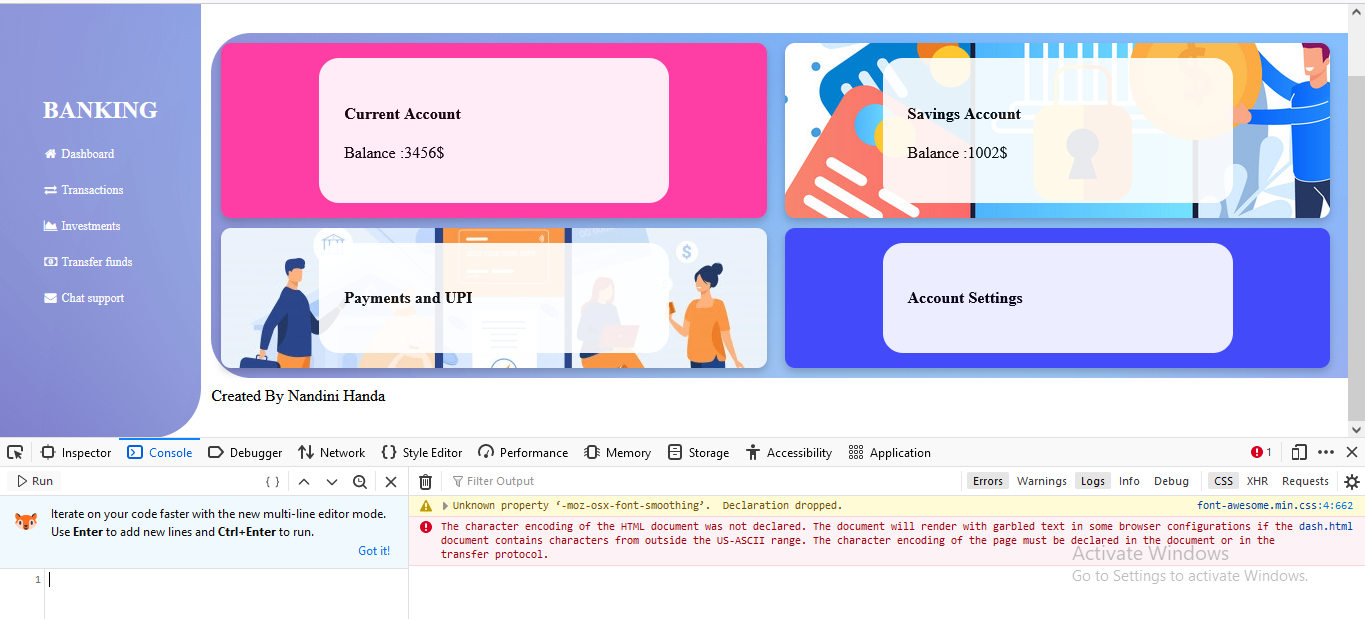 BANKING
Dashboard
Transactions
Investments
Transfer funds
Chat support
Current Account
Balance :3456$
Savings Account
Balance :1002$
Payments and UPI
Account Settings
Created By Nandini Handa
Inspector Console Debugger Network Style Editor Performance Memory Storage Accessibility Application 1
Run Filter Output Errors Warnings Logs Info Debug CSS XHR Requests
Iterate on your code faster with the new multi-line editor mode.
Use Enter to add new lines and Ctrl+Enter to run.
Got it!
1
Unknown property ‘-moz-osx-font-smoothing’. Declaration dropped. font-awesome.min.css:4:662
The character encoding of the HTML document was not declared. The document will render with garbled text in some browser configurations if the dash.html
document contains characters from outside the US-ASCII range. The character encoding of the page must be declared in the document or in the
transfer protocol.
Activate Windows
Go to Settings to activate Windows.